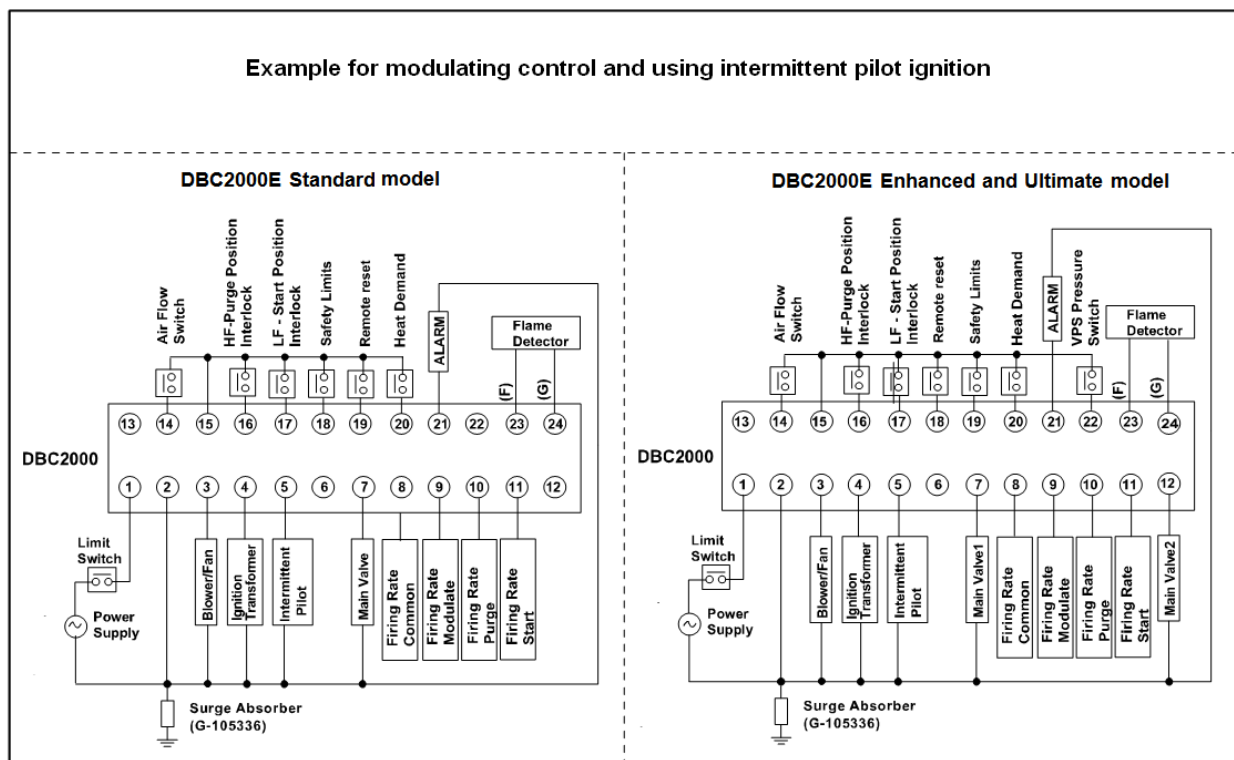 Example for modulating control and using intermittent pilot ignition
DBC2000E Standard model
Air Flow
Switch
HF-Purge Position
Interlock
LF - Start Position
Interlock
Safety Limits
Remote reset
Heat Demand
ALARM
Flame
Detector
(F)
(G)
13 14 15 16 17 18 19 20 21 22 23 24
DBC2000
1 2 3 4 5 6 7 8 9 10 11 12
Limit
Switch
Power
Supply
Blower/Fan
Ignition
Transformer
Intermittent
Pilot
Main Valve
Firing Rate
Common
Firing Rate
Modulate
Firing Rate
Purge
Firing Rate
Start
Surge Absorber
(G-105336)
DBC2000E Enhanced and Ultimate model
Air Flow
Switch
HF-Purge Position
Interlock
LF - Start Position
Interlock
Remote reset
Safety Limits
Heat Demand
ALARM
VPS Pressure
Switch
Flame
Detector
(F)
(G)
13 14 15 16 17 18 19 20 21 22 23 24
DBC2000
1 2 3 4 5 6 7 8 9 10 11 12
Limit
Switch
Power
Supply
Blower/Fan
Ignition
Transformer
Intermittent
Pilot
Main Valve1
Firing Rate
Common
Firing Rate
Modulate
Firing Rate
Purge
Firing Rate
Start
Main Valve2
Surge Absorber
(G-105336)